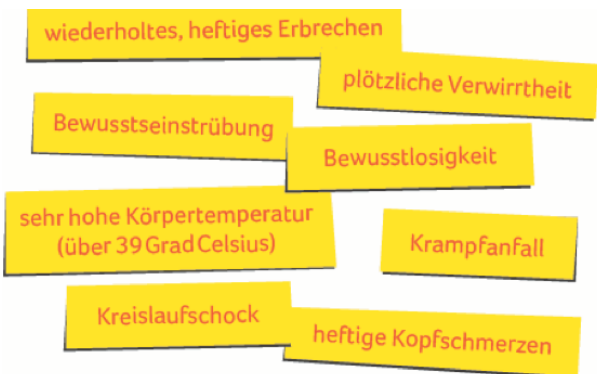 wiederholtes, heftiges Erbrechen
plötzliche Verwirrtheit
Bewusstseinstrübung
Bewusstlosigkeit
sehr hohe Körpertemperatur
(über 39 Grad Celsius)
Krampfanfall
Kreislaufschock
heftige Kopfschmerzen